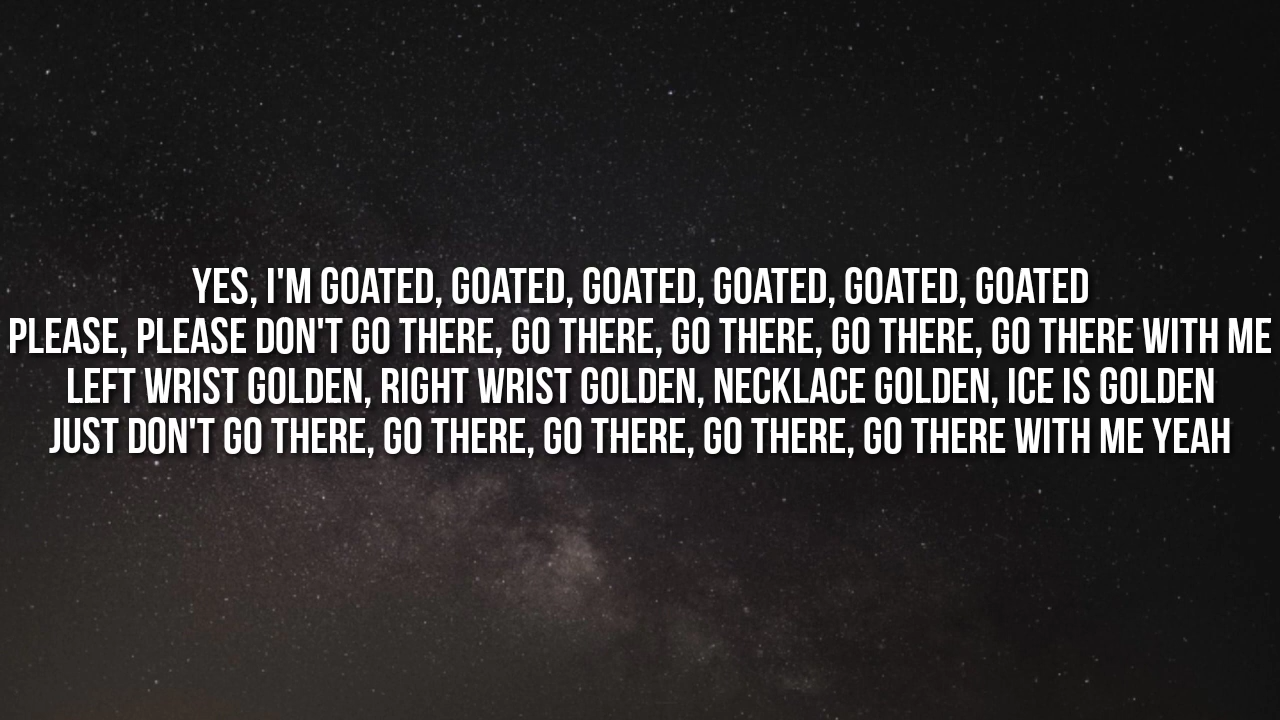 YES, I'M GOATED, GOATED, GOATED, GOATED, GOATED, GOATED
PLEASE, PLEASE DON'T GO THERE, GO THERE, GO THERE, GO THERE, GO THERE WITH ME
LEFT WRIST GOLDEN, RIGHT WRIST GOLDEN, NECKLACE GOLDEN, ICE IS GOLDEN
JUST DON'T GO THERE, GO THERE, GO THERE, GO THERE, GO THERE WITH ME YEAH